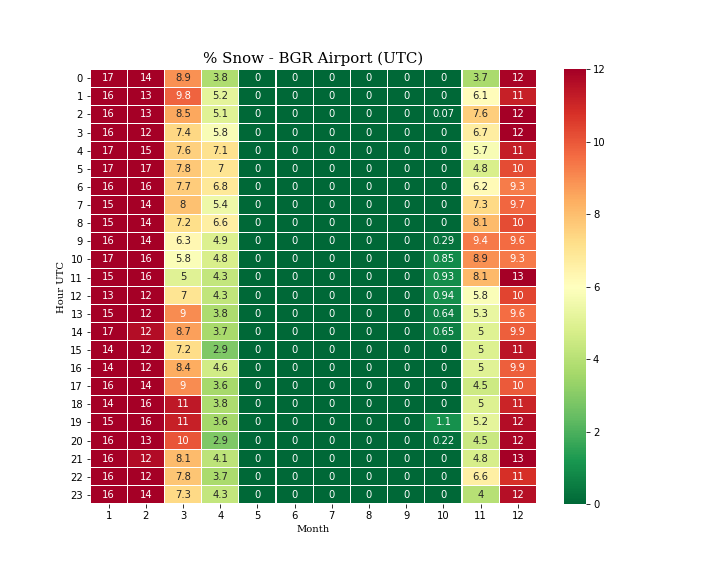 % Snow - BGR Airport (UTC)
0 17 14 8.9 3.8 0 0 0 0 0 0 3.7 12
1 16 13 9.8 5.2 0 0 0 0 0 0 6.1 11
2 16 13 8.5 5.1 0 0 0 0 0 0.07 7.6 12
3 16 12 7.4 5.8 0 0 0 0 0 0 6.7 12
4 17 15 7.6 7.1 0 0 0 0 0 0 5.7 11
5 17 17 7.8 7 0 0 0 0 0 0 4.8 10
6 16 16 7.7 6.8 0 0 0 0 0 0 6.2 9.3
7 15 14 8 5.4 0 0 0 0 0 0 7.3 9.7
8 15 14 7.2 6.6 0 0 0 0 0 0 8.1 10
9 16 14 6.3 4.9 0 0 0 0 0 0.29 9.4 9.6
10 17 16 5.8 4.8 0 0 0 0 0 0.85 8.9 9.3
11 15 16 5 4.3 0 0 0 0 0 0.93 8.1 13
12 13 12 7 4.3 0 0 0 0 0 0.94 5.8 10
13 15 12 9 3.8 0 0 0 0 0 0.64 5.3 9.6
14 17 12 8.7 3.7 0 0 0 0 0 0.65 5 9.9
15 14 12 7.2 2.9 0 0 0 0 0 0 5 11
16 14 12 8.4 4.6 0 0 0 0 0 0 5 9.9
17 16 14 9 3.6 0 0 0 0 0 0 4.5 10
18 14 16 11 3.8 0 0 0 0 0 0 5 11
19 15 16 11 3.6 0 0 0 0 0 1.1 5.2 12
20 16 13 10 2.9 0 0 0 0 0 0.22 4.5 12
21 16 12 8.1 4.1 0 0 0 0 0 0 4.8 13
22 16 12 7.8 3.7 0 0 0 0 0 0 6.6 11
23 16 14 7.3 4.3 0 0 0 0 0 0 4 12
1 2 3 4 5 6 7 8 9 10 11 12
Month
Hour UTC
12
10
8
6
4
2
0